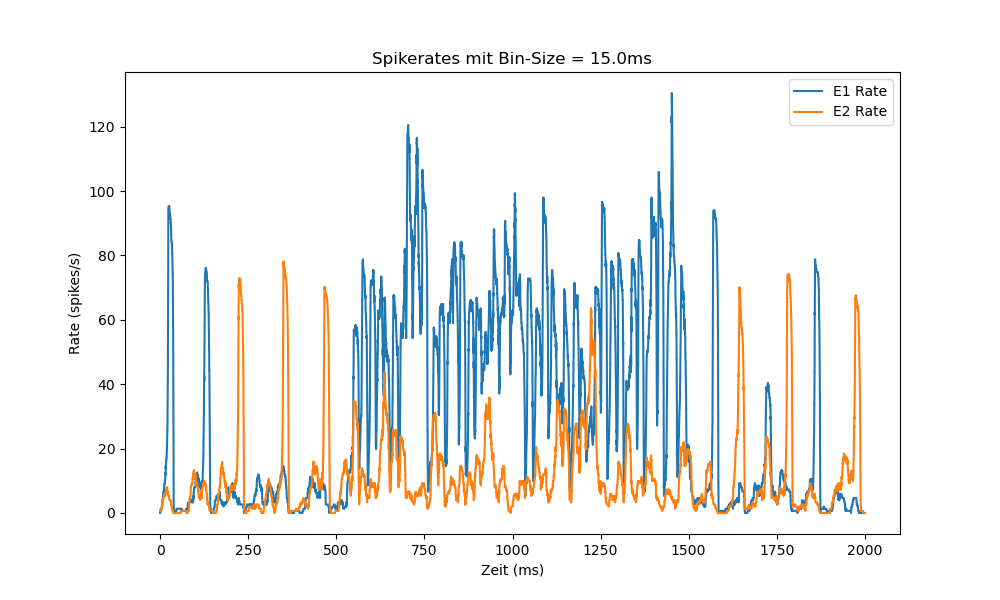 Spikerates mit Bin-Size = 15.0ms
E1 Rate
E2 Rate
Rate (spikes/s)
120
100
80
60
40
20
0
0 250 500 750 1000 1250 1500 1750 2000
Zeit (ms)